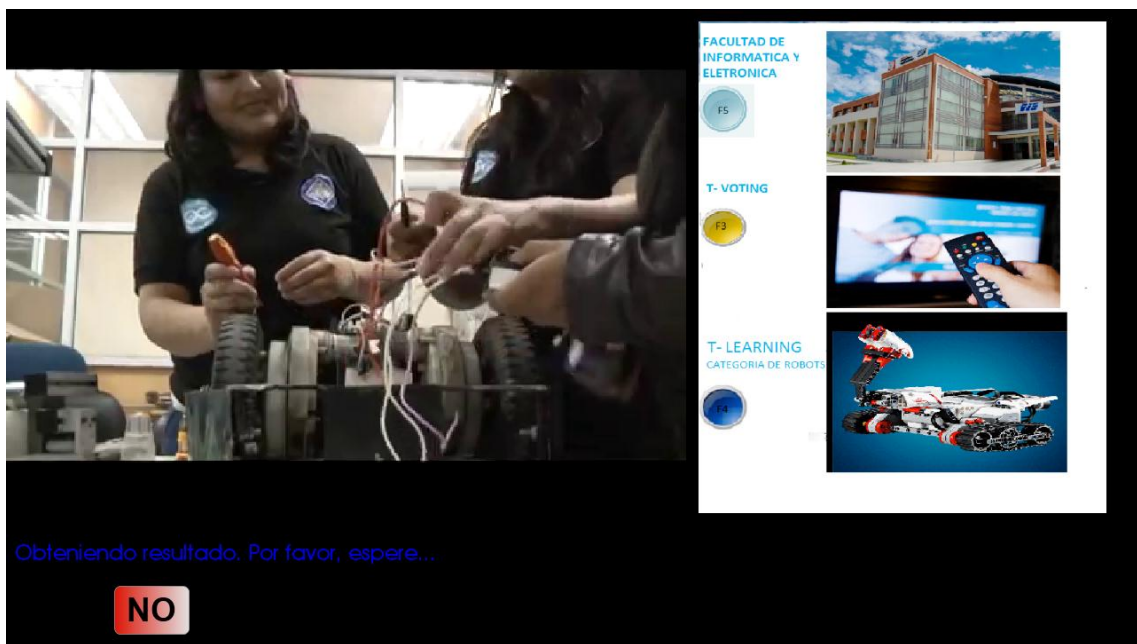 FACULTAD DE
INFORMATICA Y
ELETRONICA
F5
T- VOTING
F3
T- LEARNING
CATEGORIA DE ROBOTS
F4
Obteniendo resultado. Por favor, espere...
NO